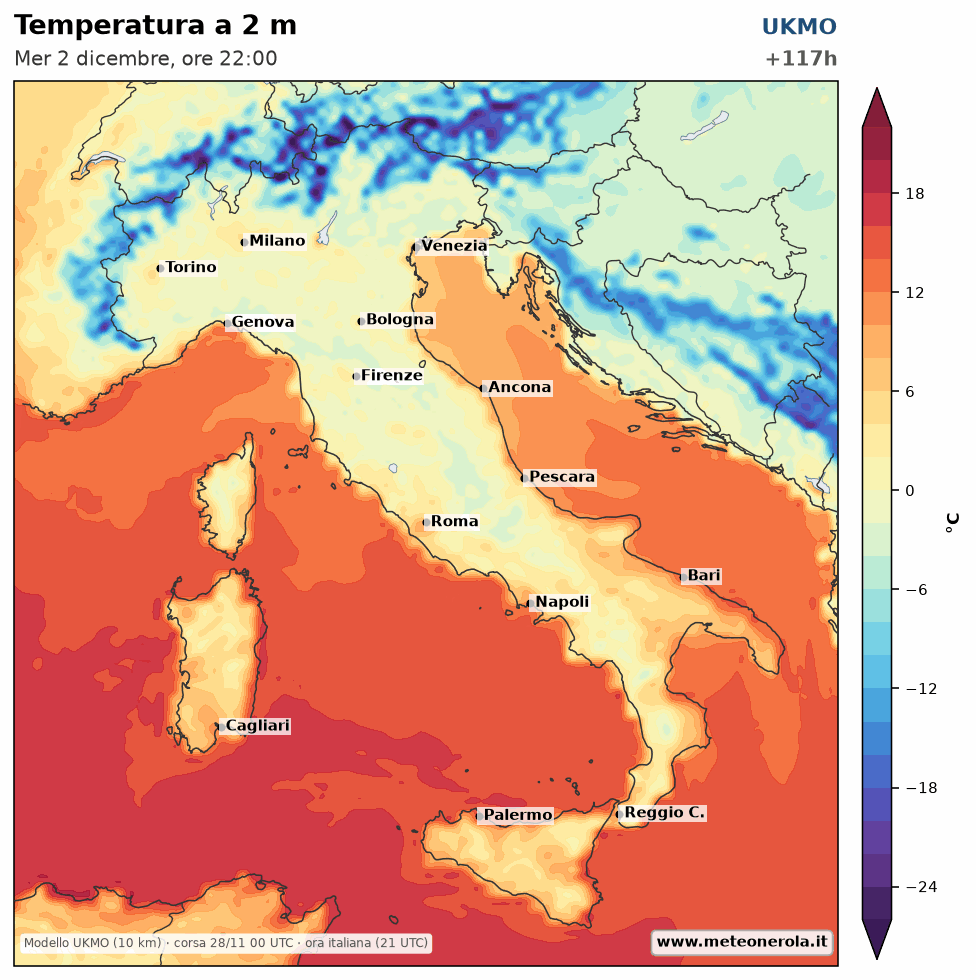 Temperatura a 2 m
UKMO
Mer 2 dicembre, ore 22:00
+117h
Milano
Venezia
Torino
Genova
Bologna
Firenze
Ancona
Pescara
Roma
Bari
Napoli
Cagliari
Palermo
Reggio C.
18
12
6
0
−6
−12
−18
−24
°C
Modello UKMO (10 km) · corsa 28/11 00 UTC · ora italiana (21 UTC)
www.meteonerola.it